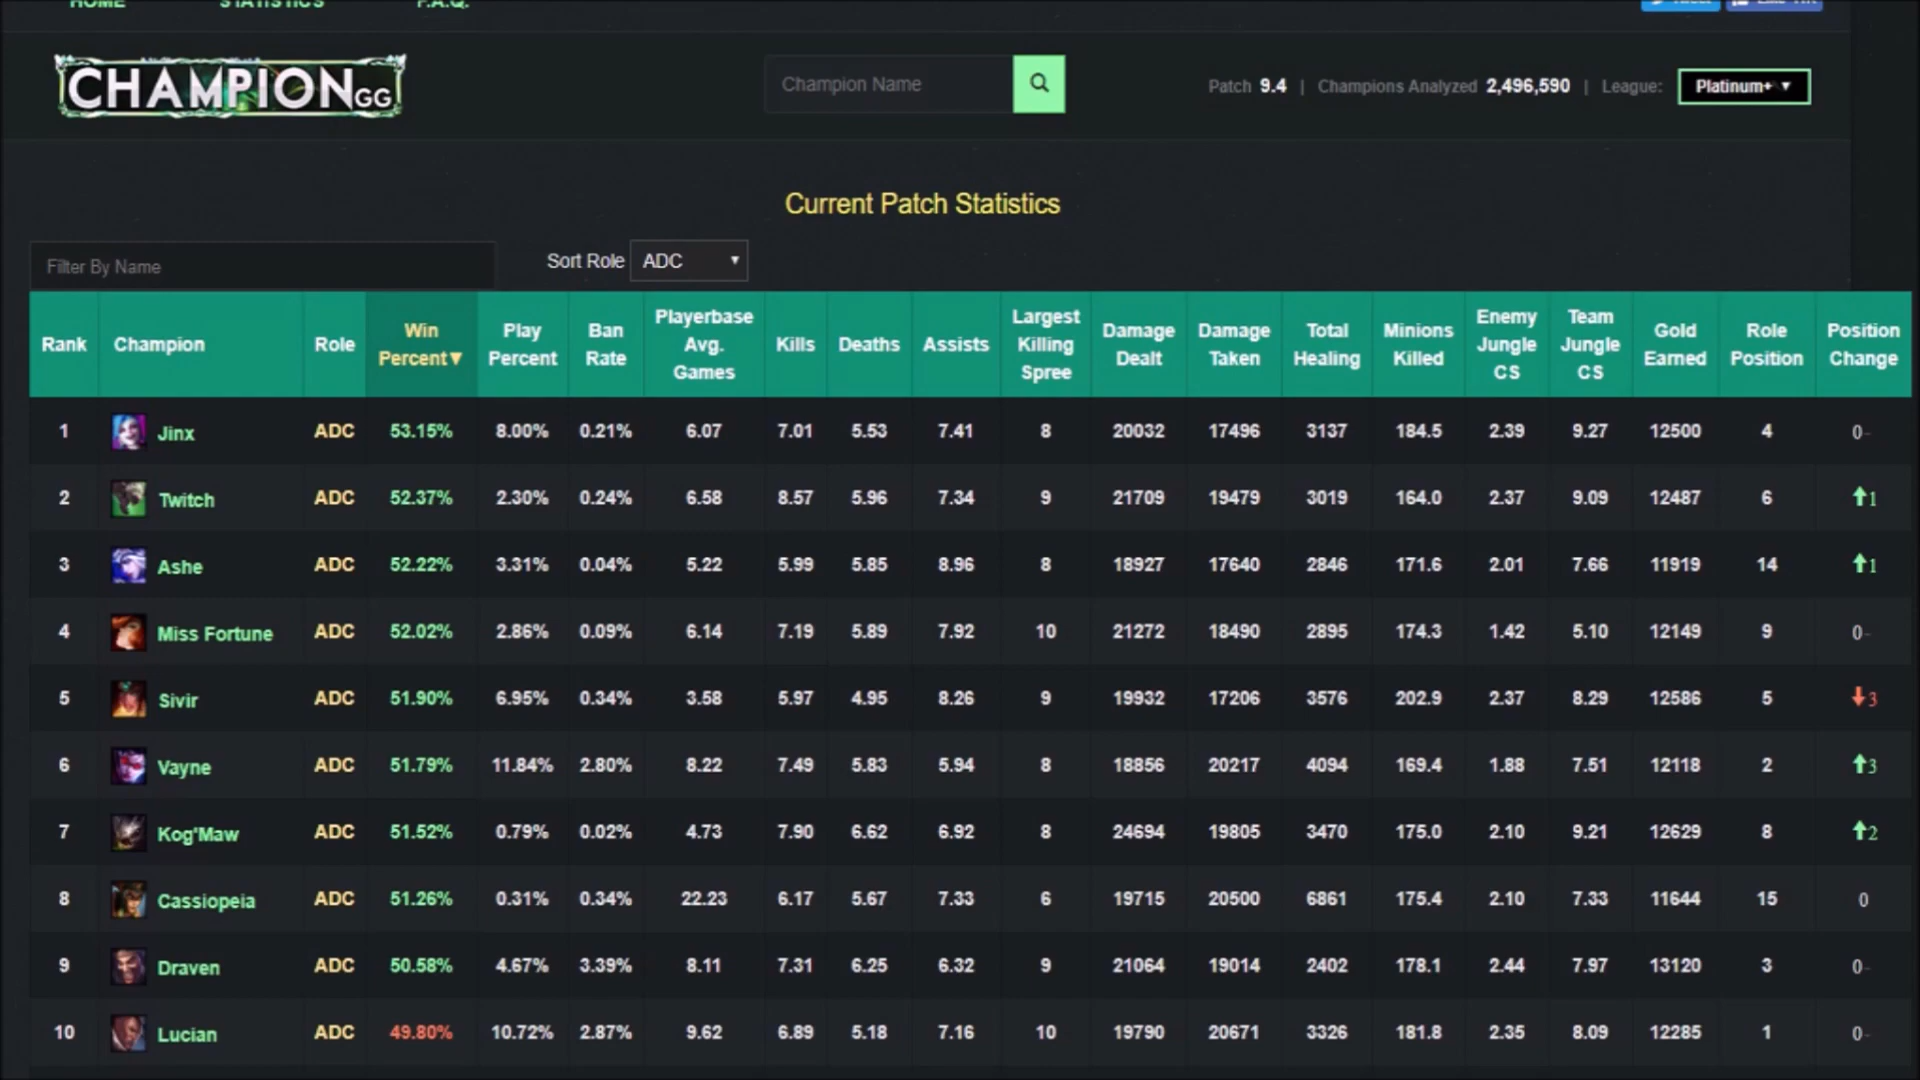 HOME STATISTICS F.A.Q. Tweet Like 11K
CHAMPIONGG
Champion Name
Patch 9.4 | Champions Analyzed 2,496,590 | League: Platinum+ ▼
Current Patch Statistics
Filter By Name
Sort Role ADC ▼
Rank Champion Role Win Percent▼ Play Percent Ban Rate Playerbase Avg. Games Kills Deaths Assists Largest Killing Spree Damage Dealt Damage Taken Total Healing Minions Killed Enemy Jungle CS Team Jungle CS Gold Earned Role Position Position Change
1 Jinx ADC 53.15% 8.00% 0.21% 6.07 7.01 5.53 7.41 8 20032 17496 3137 184.5 2.39 9.27 12500 4 0-
2 Twitch ADC 52.37% 2.30% 0.24% 6.58 8.57 5.96 7.34 9 21709 19479 3019 164.0 2.37 9.09 12487 6 ↑1
3 Ashe ADC 52.22% 3.31% 0.04% 5.22 5.99 5.85 8.96 8 18927 17640 2846 171.6 2.01 7.66 11919 14 ↑1
4 Miss Fortune ADC 52.02% 2.86% 0.09% 6.14 7.19 5.89 7.92 10 21272 18490 2895 174.3 1.42 5.10 12149 9 0-
5 Sivir ADC 51.90% 6.95% 0.34% 3.58 5.97 4.95 8.26 9 19932 17206 3576 202.9 2.37 8.29 12586 5 ↓3
6 Vayne ADC 51.79% 11.84% 2.80% 8.22 7.49 5.83 5.94 8 18856 20217 4094 169.4 1.88 7.51 12118 2 ↑3
7 Kog'Maw ADC 51.52% 0.79% 0.02% 4.73 7.90 6.62 6.92 8 24694 19805 3470 175.0 2.10 9.21 12629 8 ↑2
8 Cassiopeia ADC 51.26% 0.31% 0.34% 22.23 6.17 5.67 7.33 6 19715 20500 6861 175.4 2.10 7.33 11644 15 0
9 Draven ADC 50.58% 4.67% 3.39% 8.11 7.31 6.25 6.32 9 21064 19014 2402 178.1 2.44 7.97 13120 3 0-
10 Lucian ADC 49.80% 10.72% 2.87% 9.62 6.89 5.18 7.16 10 19790 20671 3326 181.8 2.35 8.09 12285 1 0-